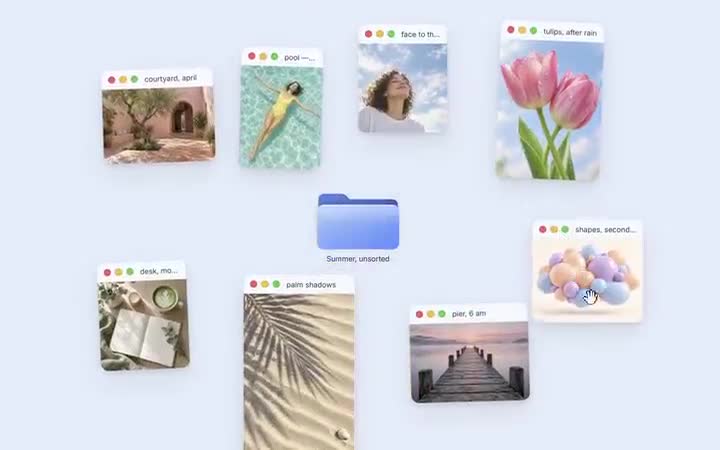 courtyard, april
pool —...
face to th...
tulips, after rain
Summer, unsorted
shapes, second...
desk, mo...
palm shadows
pier, 6 am